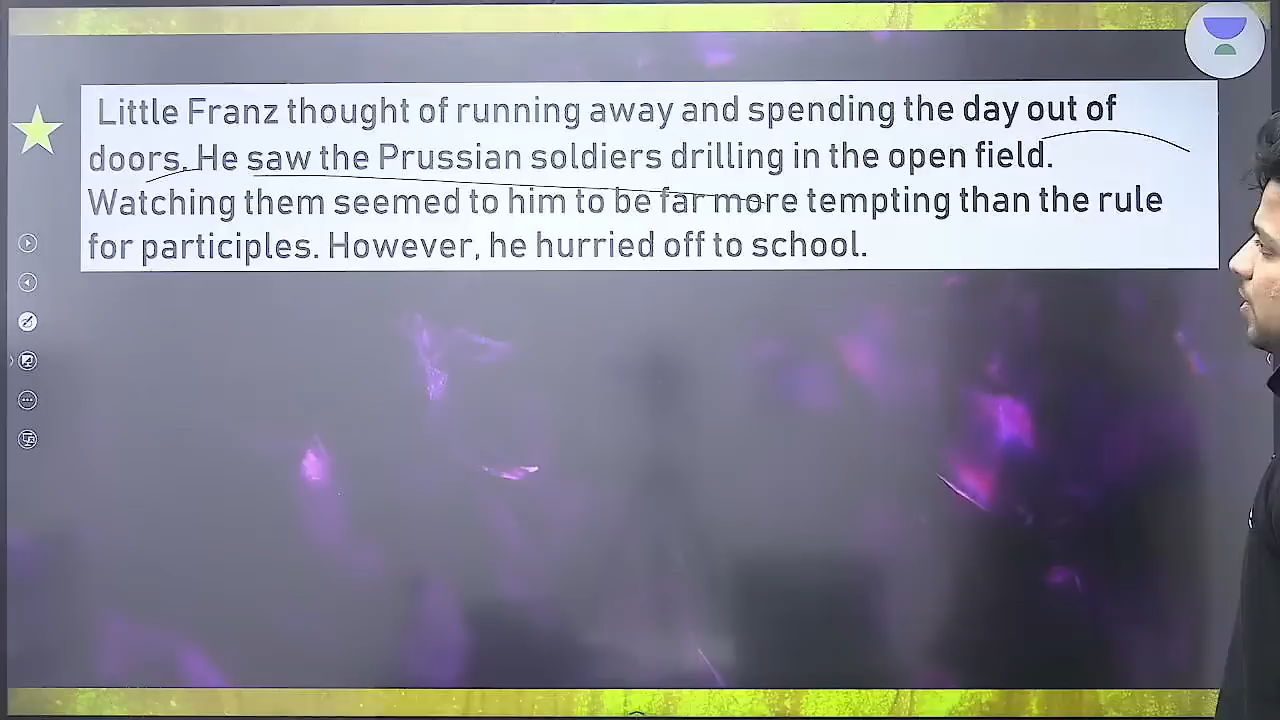 Little Franz thought of running away and spending the day out of
doors. He saw the Prussian soldiers drilling in the open field.
Watching them seemed to him to be far more tempting than the rule
for participles. However, he hurried off to school.